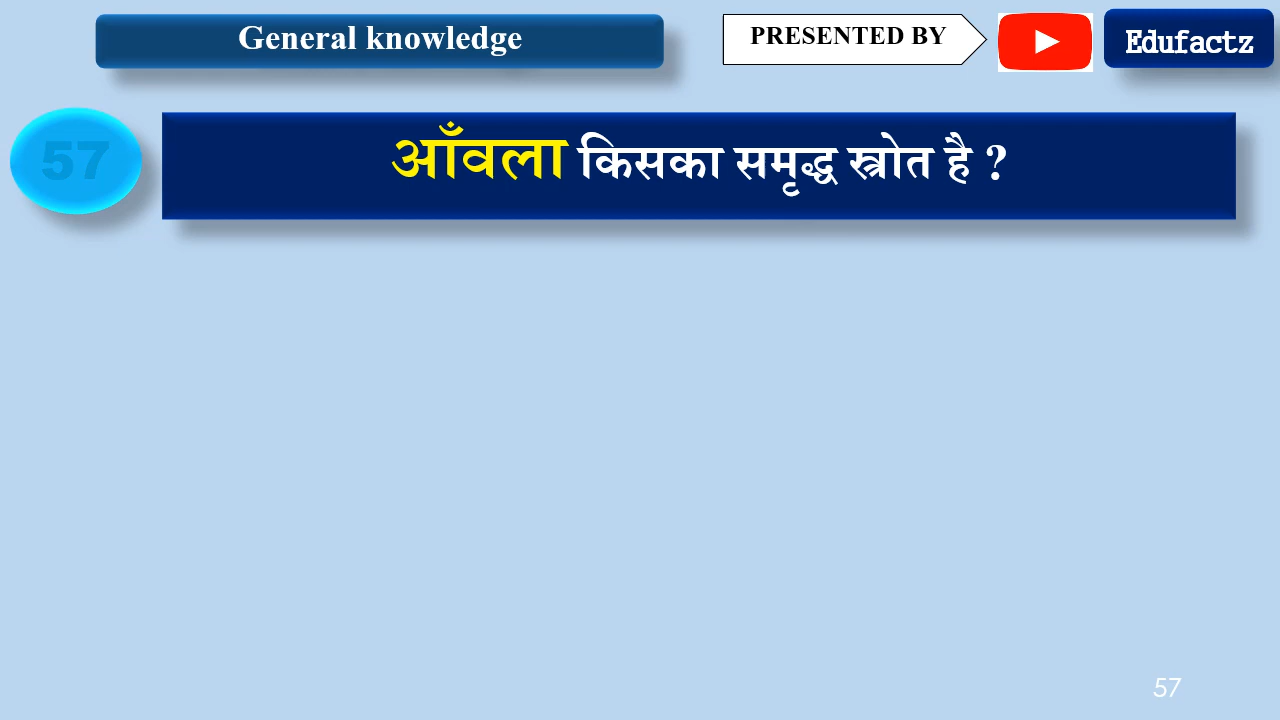 General knowledge
PRESENTED BY
Edufactz
57
आँवला किसका समृद्ध स्त्रोत है ?
57